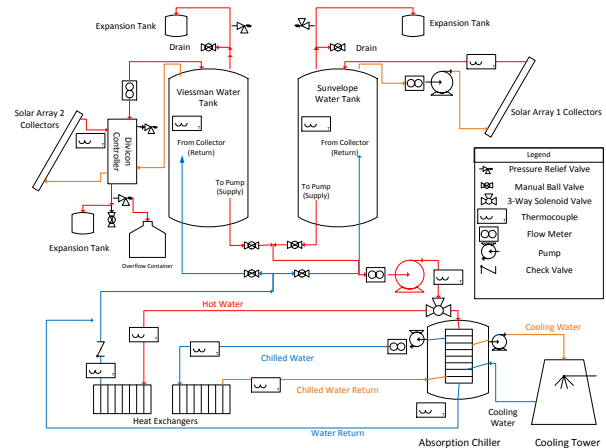 Expansion Tank
Drain
Expansion Tank
Drain
Viessman Water
Tank
Sunvelope
Water Tank
Solar Array 2
Collectors
Divicon
Controller
Solar Array 1 Collectors
From Collector
(Return)
From Collector
(Return)
To Pump
(Supply)
To Pump
(Supply)
Expansion Tank
Overflow Container
Legend
Pressure Relief Valve
Manual Ball Valve
3-Way Solenoid Valve
Thermocouple
Flow Meter
Pump
Check Valve
Hot Water
Cooling Water
Chilled Water
Chilled Water Return
Heat Exchangers
Water Return
Cooling
Water
Absorption Chiller
Cooling Tower